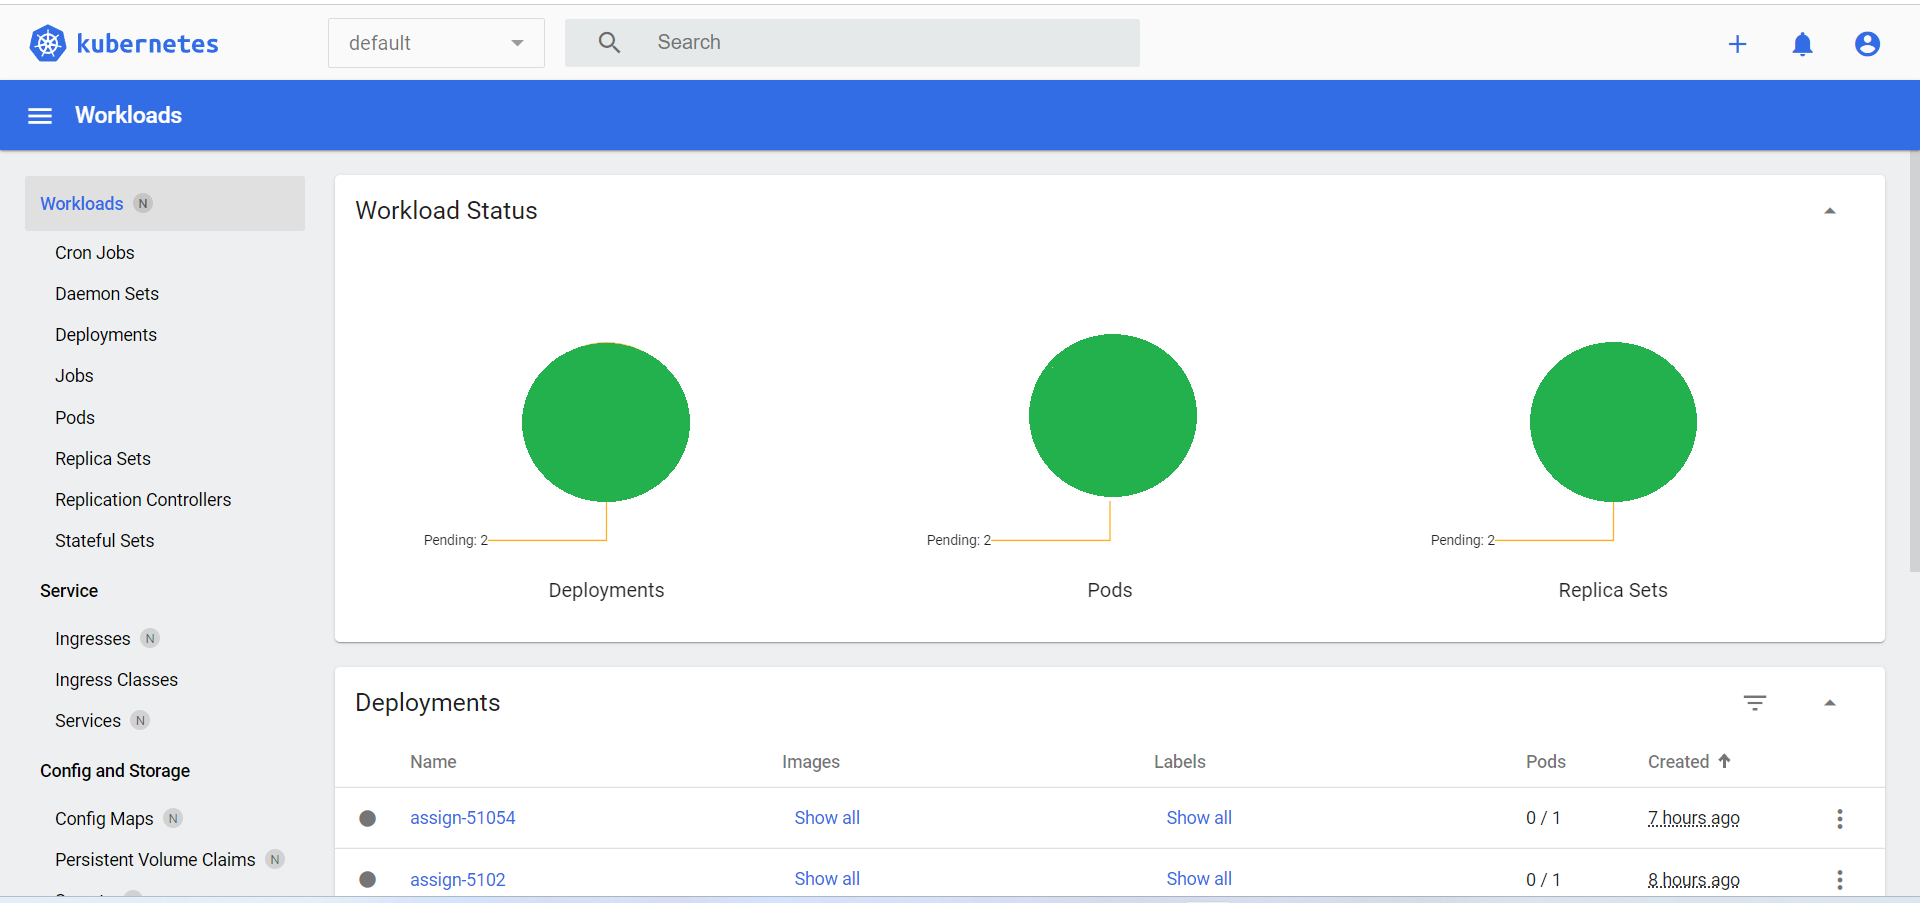 kubernetes
default
Search
Workloads
Workloads N
Cron Jobs
Daemon Sets
Deployments
Jobs
Pods
Replica Sets
Replication Controllers
Stateful Sets
Service
Ingresses N
Ingress Classes
Services N
Config and Storage
Config Maps N
Persistent Volume Claims N
Workload Status
Pending: 2
Pending: 2
Pending: 2
Deployments
Pods
Replica Sets
Deployments
Name Images Labels Pods Created
assign-51054 Show all Show all 0 / 1 7 hours ago
assign-5102 Show all Show all 0 / 1 8 hours ago